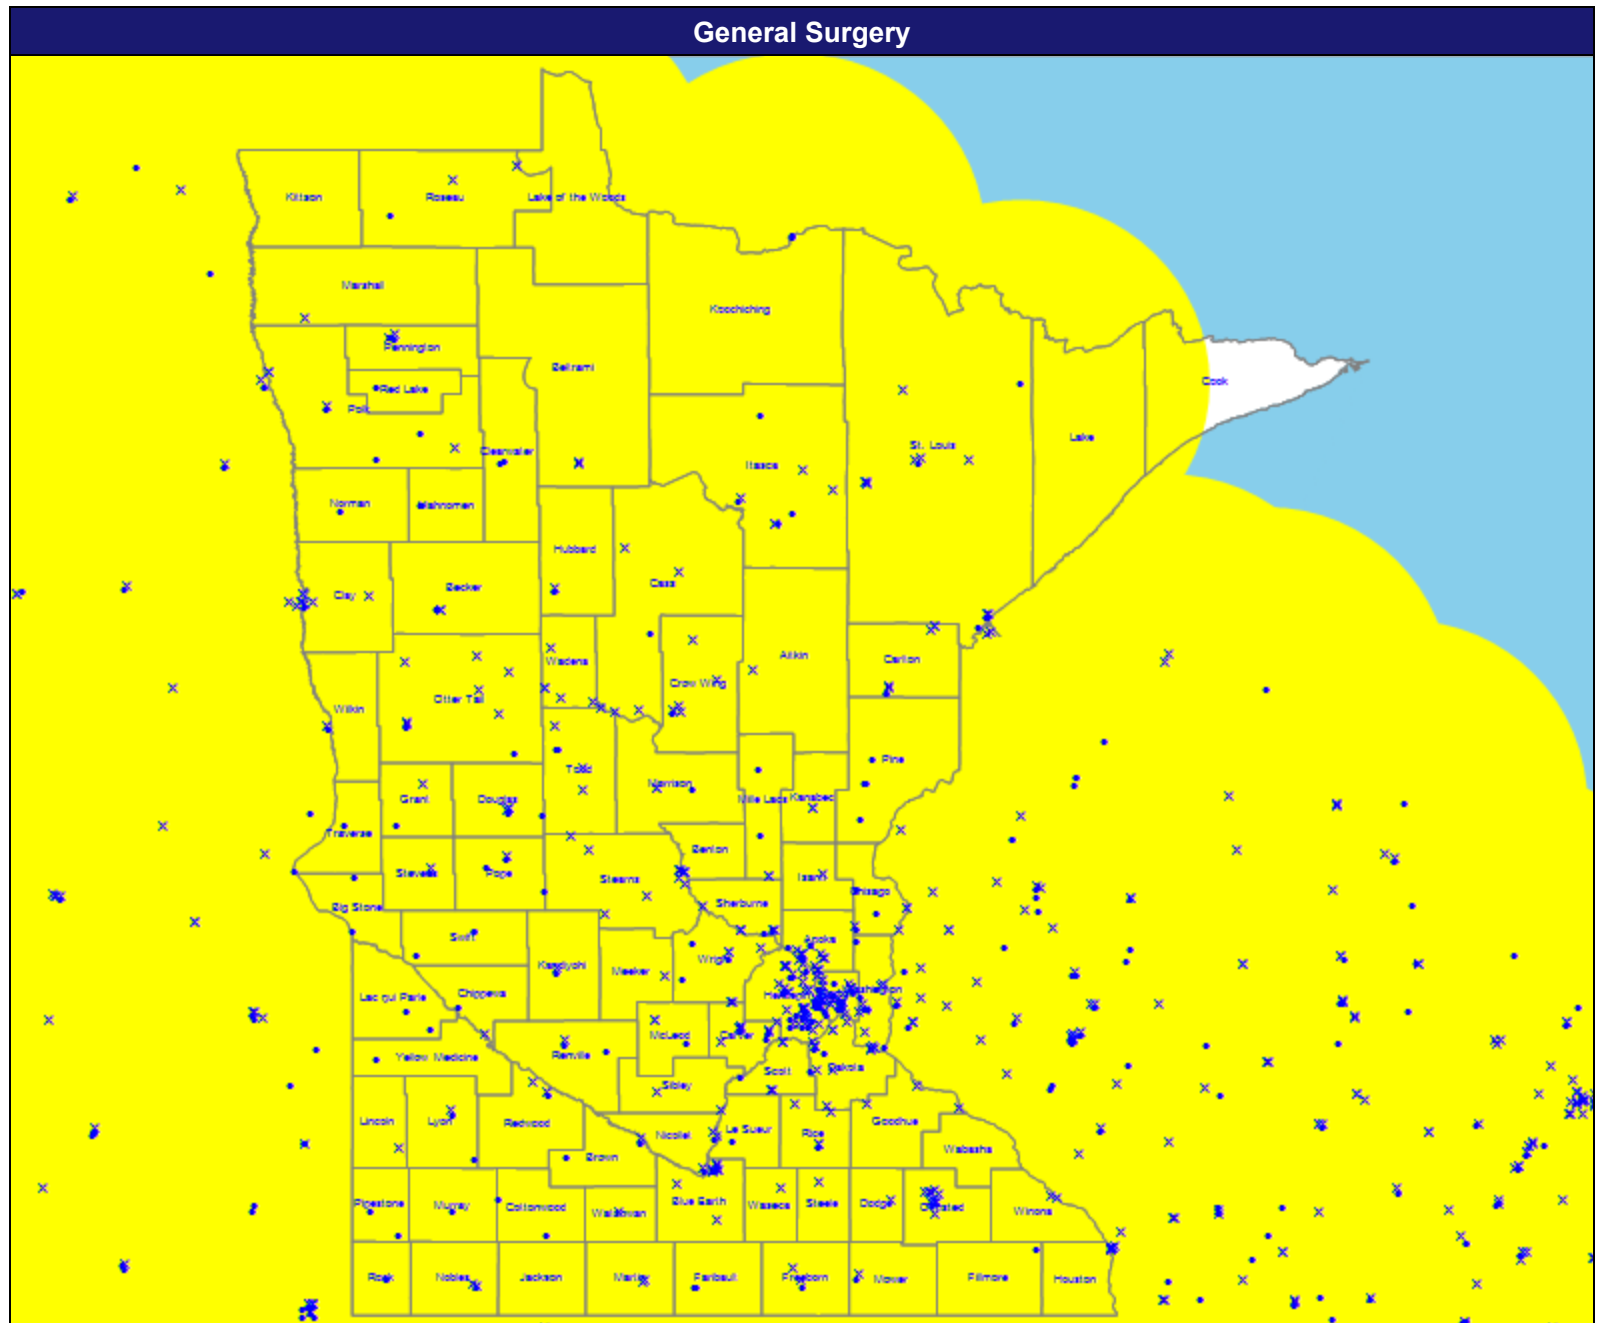 General Surgery
Kittson
Roseau
Lake of the Woods
Marshall
Koochiching
Pennington
Beltrami
Red Lake
Cook
Polk
Lake
St. Louis
Clearwater
Itasca
Norman
Mahnomen
Hubbard
Cass
Clay
Becker
Aitkin
Carlton
Wadena
Crow Wing
Otter Tail
Wilkin
Pine
Todd
Morrison
Grant
Douglas
Mille Lacs
Kanabec
Traverse
Benton
Stevens
Pope
Stearns
Isanti
Chisago
Big Stone
Sherburne
Swift
Anoka
Kandiyohi
Meeker
Wright
Lac qui Parle
Chippewa
Hennepin
Washington
McLeod
Carver
Yellow Medicine
Renville
Scott
Dakota
Sibley
Lincoln
Lyon
Redwood
Nicollet
Le Sueur
Rice
Goodhue
Brown
Wabasha
Pipestone
Murray
Cottonwood
Watonwan
Blue Earth
Waseca
Steele
Dodge
Olmsted
Winona
Rock
Nobles
Jackson
Martin
Faribault
Freeborn
Mower
Fillmore
Houston